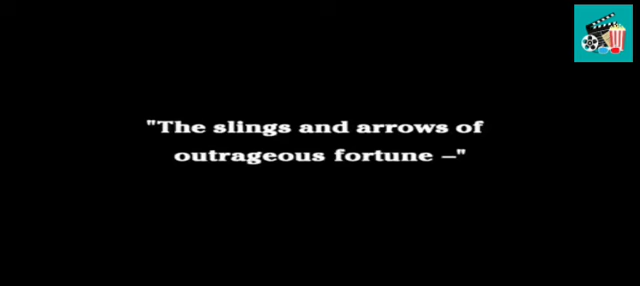 "The slings and arrows of
outrageous fortune —"